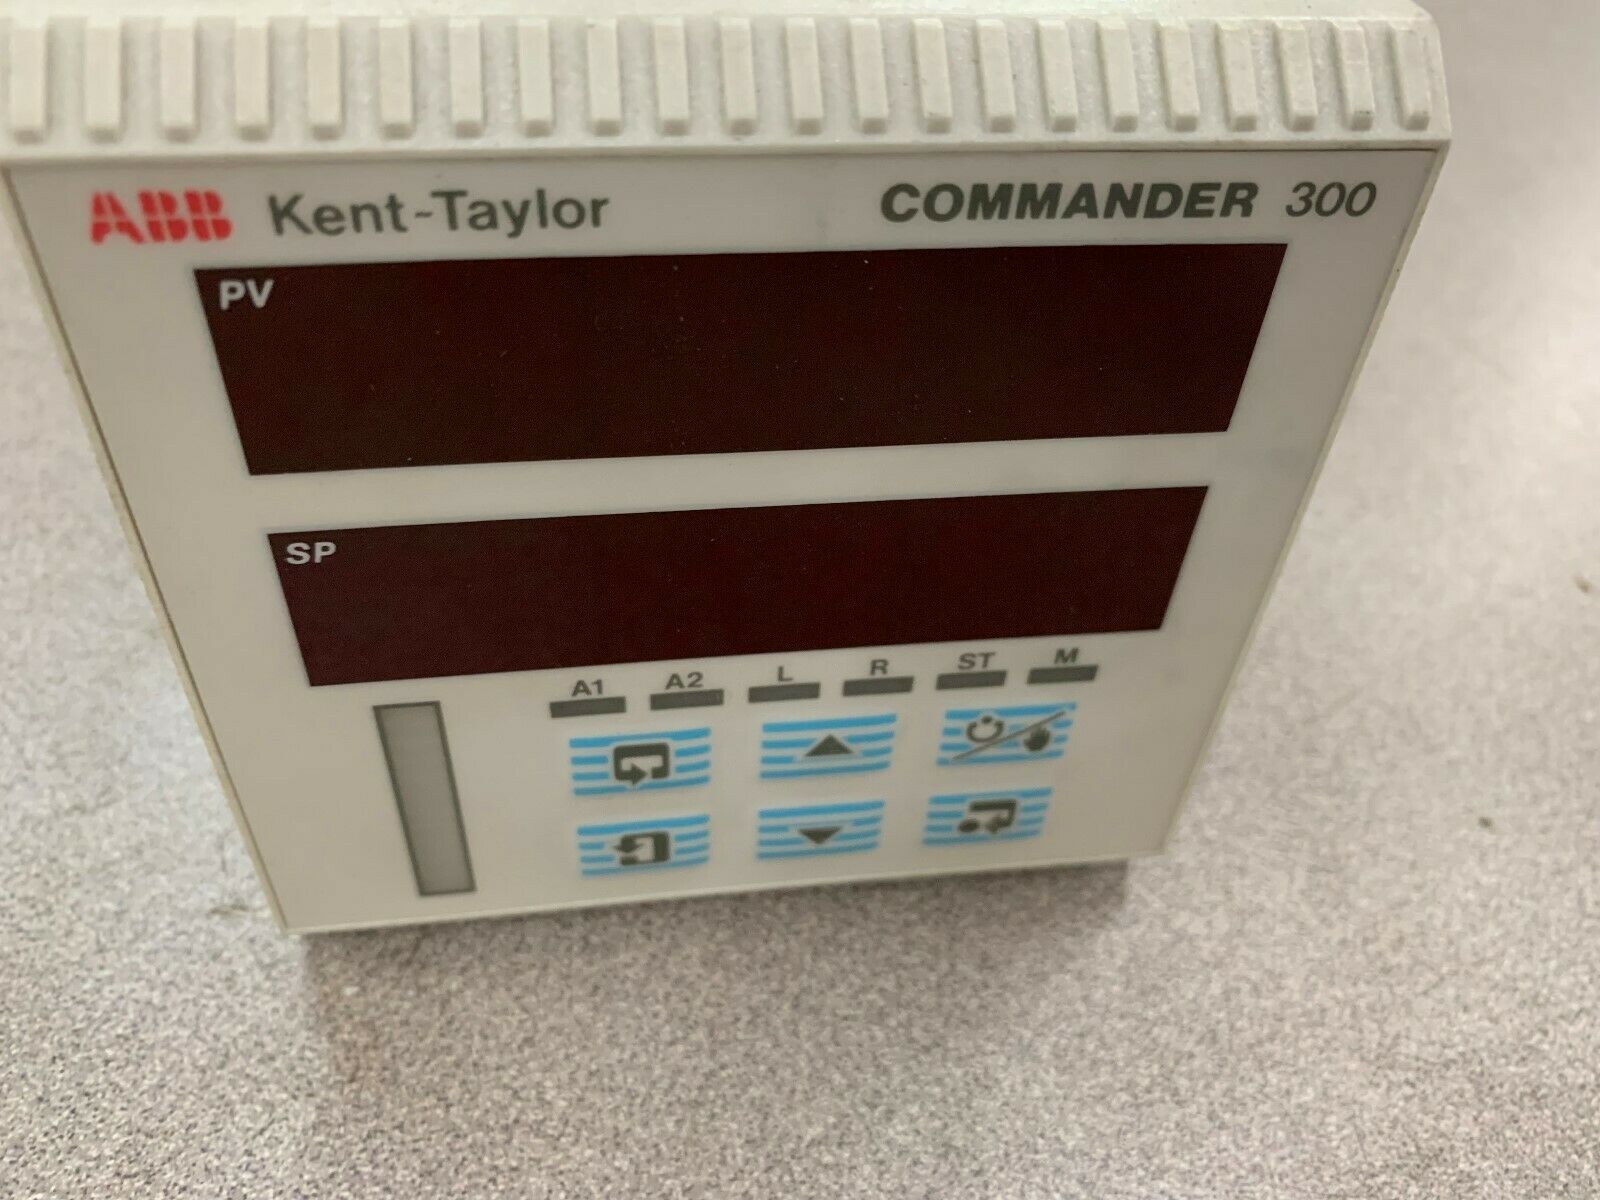 ABB Kent-Taylor COMMANDER 300
PV
SP
A1 A2 L R ST M